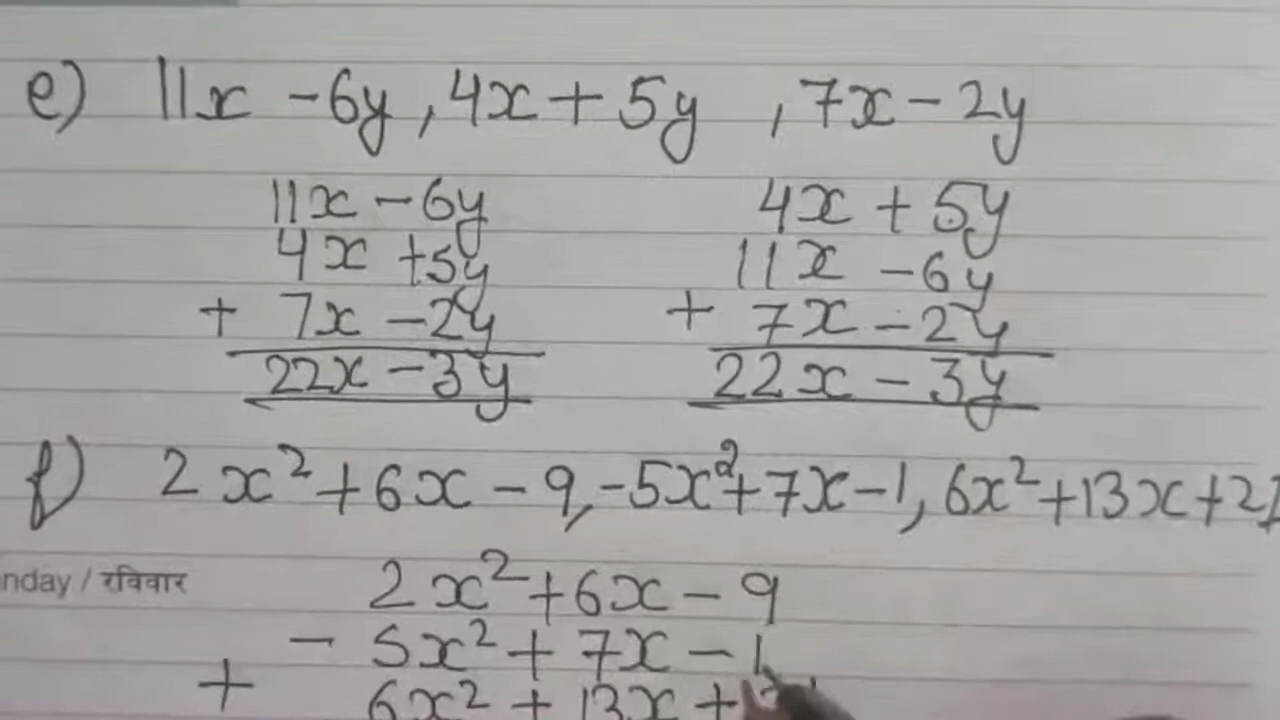 e) 11x - 6y, 4x + 5y, 7x - 2y
11x - 6y
4x + 5y
+ 7x - 2y
22x - 3y
4x + 5y
11x - 6y
+ 7x - 2y
22x - 3y
f) 2x² + 6x - 9, -5x² + 7x - 1, 6x² + 13x + 21
nday / रविवार
2x² + 6x - 9
- 5x² + 7x - 1
+ 6x² + 13x +